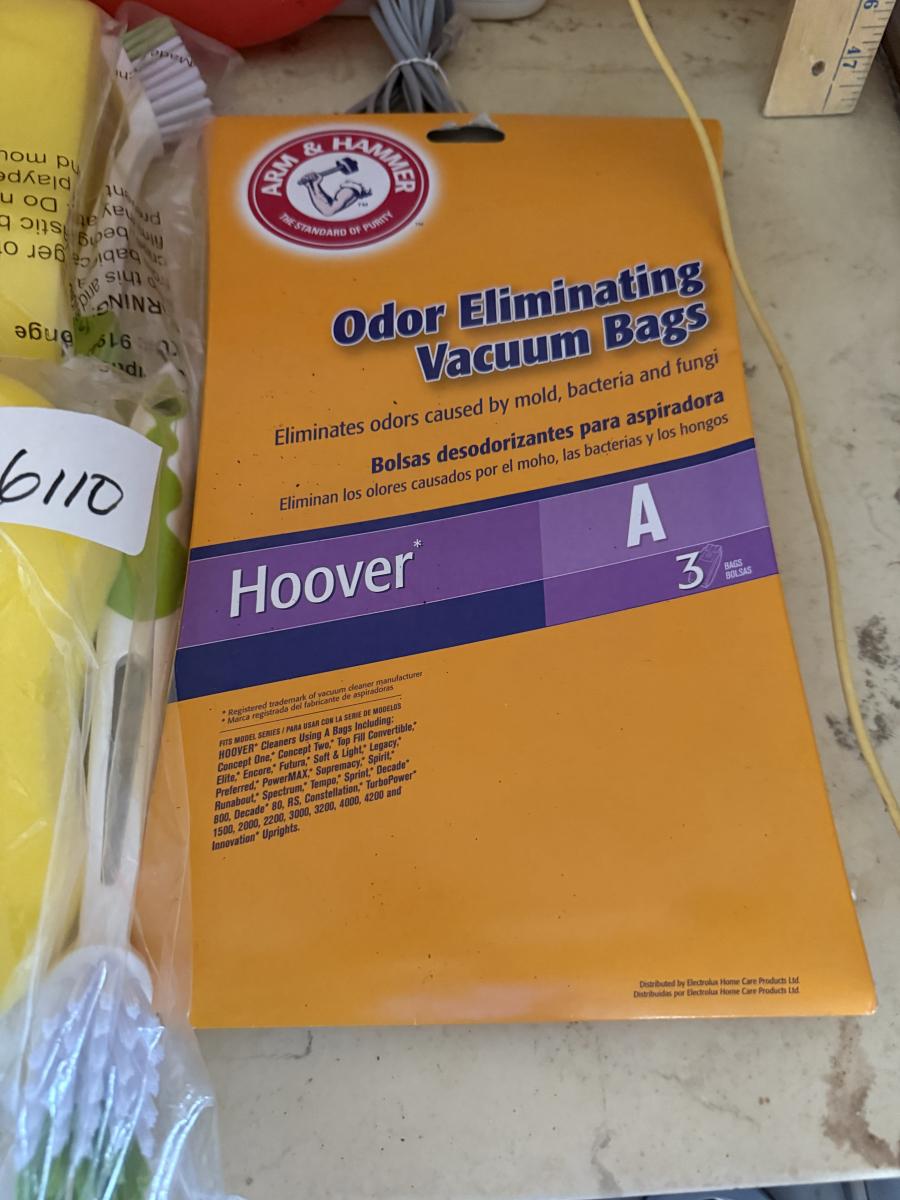 ARM & HAMMER
™
THE STANDARD OF PURITY
™
Odor Eliminating
Vacuum Bags
Eliminates odors caused by mold, bacteria and fungi
Bolsas desodorizantes para aspiradora
Eliminan los olores causados por el moho, las bacterias y los hongos
Hoover*
A
3 BAGS
BOLSAS
* Registered trademark of vacuum cleaner manufacturer
* Marca registrada del fabricante de aspiradoras
FITS MODEL SERIES / PARA USAR CON LA SERIE DE MODELOS
HOOVER* Cleaners Using A Bags Including:
Concept One,* Concept Two,* Top Fill Convertible,*
Elite,* Encore,* Futura,* Soft & Light,* Legacy,*
Preferred,* PowerMAX,* Supremacy,* Spirit,*
Runabout,* Spectrum,* Tempo,* Sprint,* Decade*
800, Decade* 80, RS, Constellation,* TurboPower*
1500, 2000, 2200, 3000, 3200, 4000, 4200 and
Innovation* Uprights.
Distributed by Electrolux Home Care Products Ltd.
Distribuidas por Electrolux Home Care Products Ltd.
6110
17